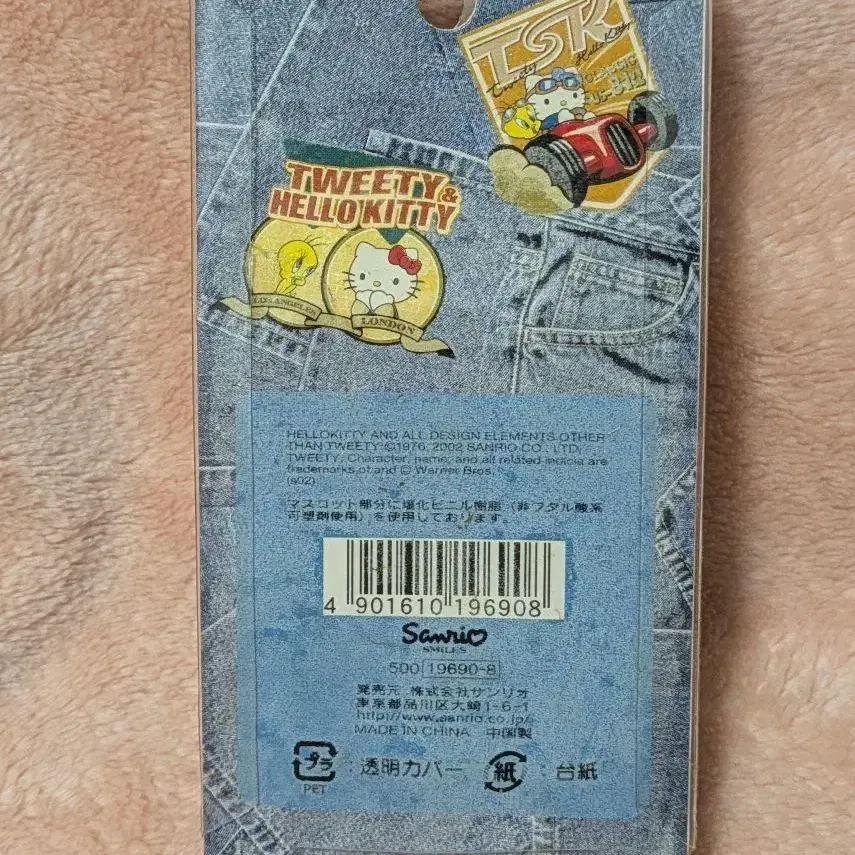 TSK
Tweety Hello Kitty
CLASSIC
TWEETY &
HELLO KITTY
LOS ANGELES
LONDON
HELLOKITTY AND ALL DESIGN ELEMENTS OTHER
THAN TWEETY:©1976, 2002 SANRIO CO., LTD.
TWEETY, Character, name, and all related indicia are
trademarks of and © Warner Bros.
(s02)
マスコット部分に塩化ビニル樹脂（非フタル酸系
可塑剤使用）を使用しております。
4 901610 196908
Sanrio
SMILES
500 19690-8
発売元 株式会社サンリオ
東京都品川区大崎1-6-1
http://www.sanrio.co.jp/
MADE IN CHINA 中国製
プラ : 透明カバー 紙 : 台紙
PET